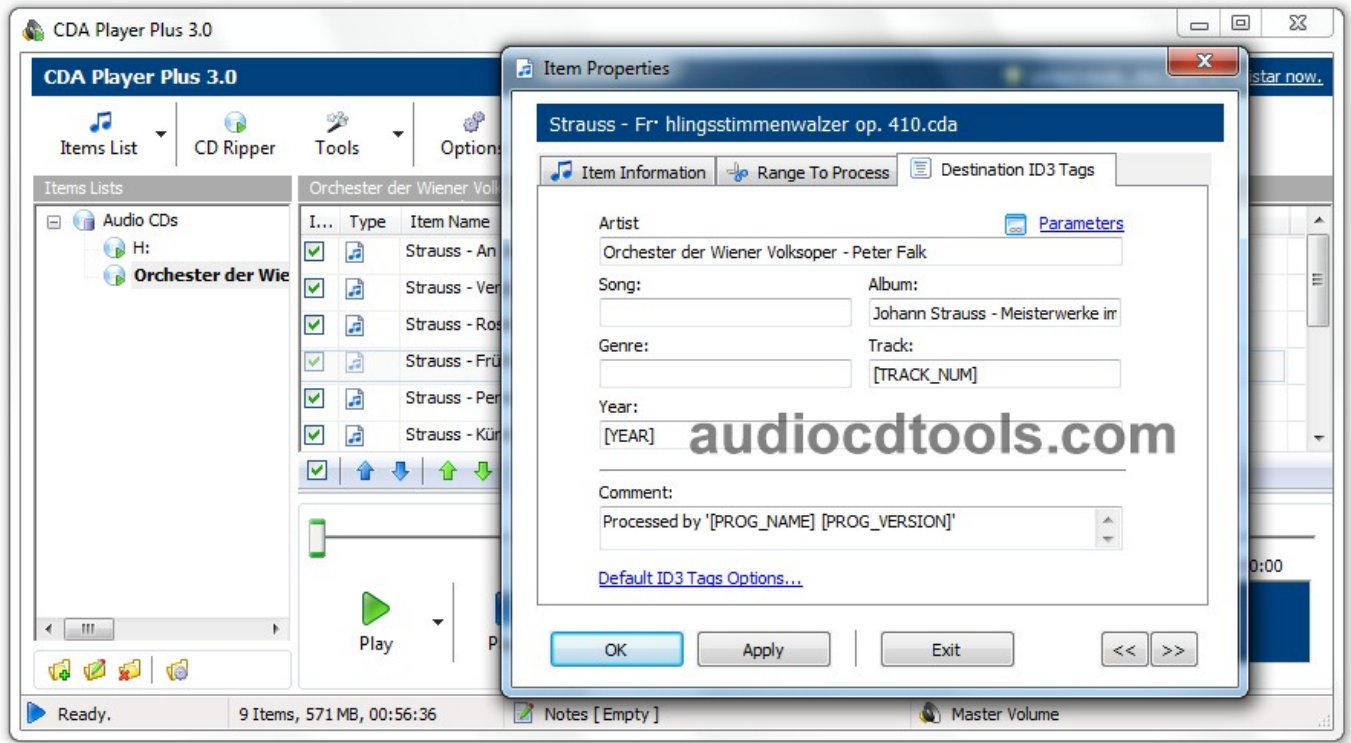 CDA Player Plus 3.0
CDA Player Plus 3.0
istar now.
Items List
CD Ripper
Tools
Options
Items Lists
Orchester der Wiener Volk
Audio CDs
H:
Orchester der Wie
I... Type Item Name
Strauss - An
Strauss - Ver
Strauss - Ros
Strauss - Frü
Strauss - Per
Strauss - Kür
Play
0:00
Ready.
9 Items, 571 MB, 00:56:36
Notes [ Empty ]
Master Volume
Item Properties
Strauss - Fr· hlingsstimmenwalzer op. 410.cda
Item Information
Range To Process
Destination ID3 Tags
Artist
Parameters
Orchester der Wiener Volksoper - Peter Falk
Song:
Album:
Johann Strauss - Meisterwerke im
Genre:
Track:
[TRACK_NUM]
Year:
[YEAR]
audiocdtools.com
Comment:
Processed by '[PROG_NAME] [PROG_VERSION]'
Default ID3 Tags Options...
OK
Apply
Exit
<<
>>